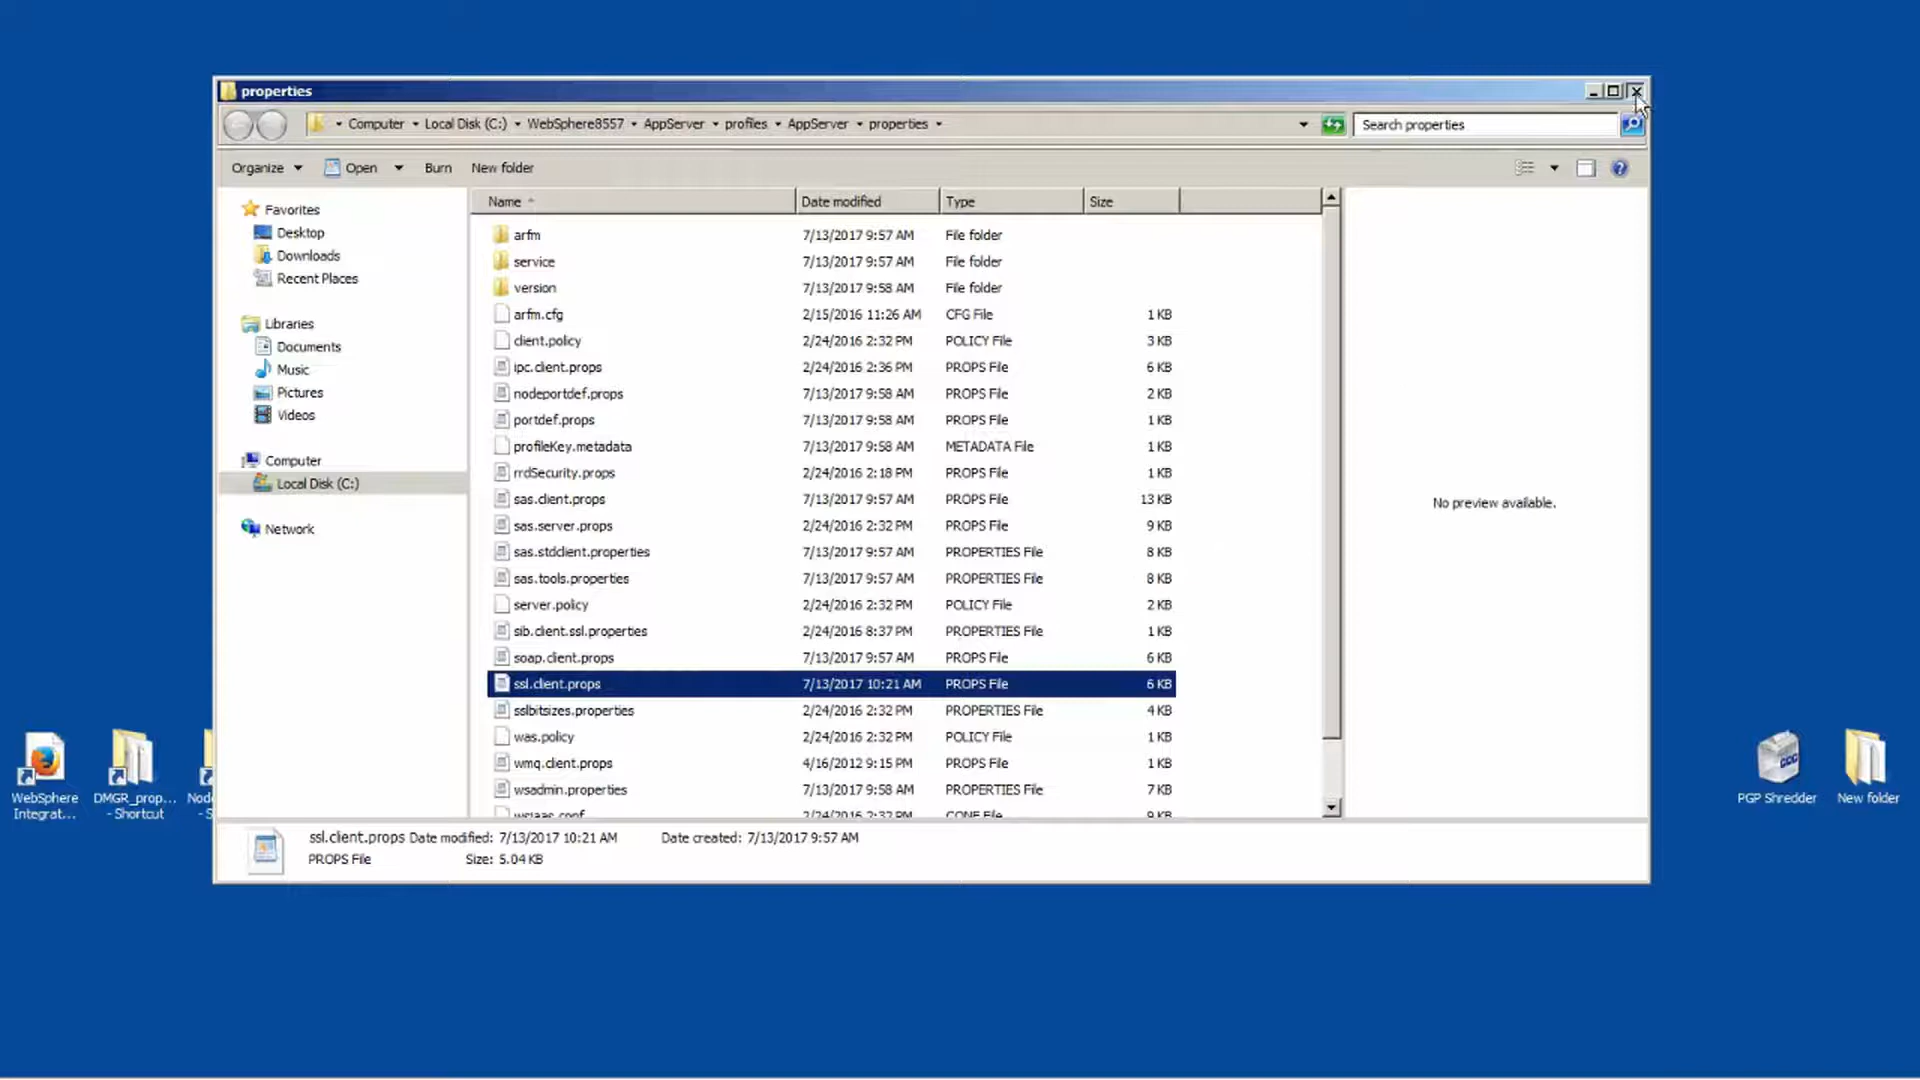 properties
Computer Local Disk (C:) WebSphere8557 AppServer profiles AppServer properties
Search properties
Organize Open Burn New folder
Favorites
Desktop
Downloads
Recent Places
Libraries
Documents
Music
Pictures
Videos
Computer
Local Disk (C:)
Network
Name Date modified Type Size
arfm 7/13/2017 9:57 AM File folder
service 7/13/2017 9:57 AM File folder
version 7/13/2017 9:58 AM File folder
arfm.cfg 2/15/2016 11:26 AM CFG File 1 KB
client.policy 2/24/2016 2:32 PM POLICY File 3 KB
ipc.client.props 2/24/2016 2:36 PM PROPS File 6 KB
nodeportdef.props 7/13/2017 9:58 AM PROPS File 2 KB
portdef.props 7/13/2017 9:58 AM PROPS File 1 KB
profileKey.metadata 7/13/2017 9:58 AM METADATA File 1 KB
rrdSecurity.props 2/24/2016 2:18 PM PROPS File 1 KB
sas.client.props 7/13/2017 9:57 AM PROPS File 13 KB
sas.server.props 2/24/2016 2:32 PM PROPS File 9 KB
sas.stdclient.properties 7/13/2017 9:57 AM PROPERTIES File 8 KB
sas.tools.properties 7/13/2017 9:57 AM PROPERTIES File 8 KB
server.policy 2/24/2016 2:32 PM POLICY File 2 KB
sib.client.ssl.properties 2/24/2016 8:37 PM PROPERTIES File 1 KB
soap.client.props 7/13/2017 9:57 AM PROPS File 6 KB
ssl.client.props 7/13/2017 10:21 AM PROPS File 6 KB
sslbitsizes.properties 2/24/2016 2:32 PM PROPERTIES File 4 KB
was.policy 2/24/2016 2:32 PM POLICY File 1 KB
wmq.client.props 4/16/2012 9:15 PM PROPS File 1 KB
wsadmin.properties 7/13/2017 9:58 AM PROPERTIES File 7 KB
wsjaas.conf 2/24/2016 2:32 PM CONF File 9 KB
No preview available.
ssl.client.props Date modified: 7/13/2017 10:21 AM Date created: 7/13/2017 9:57 AM
PROPS File Size: 5.04 KB
WebSphere
Integrat...
DMGR_prop...
- Shortcut
Nod
- S
PGP Shredder
New folder